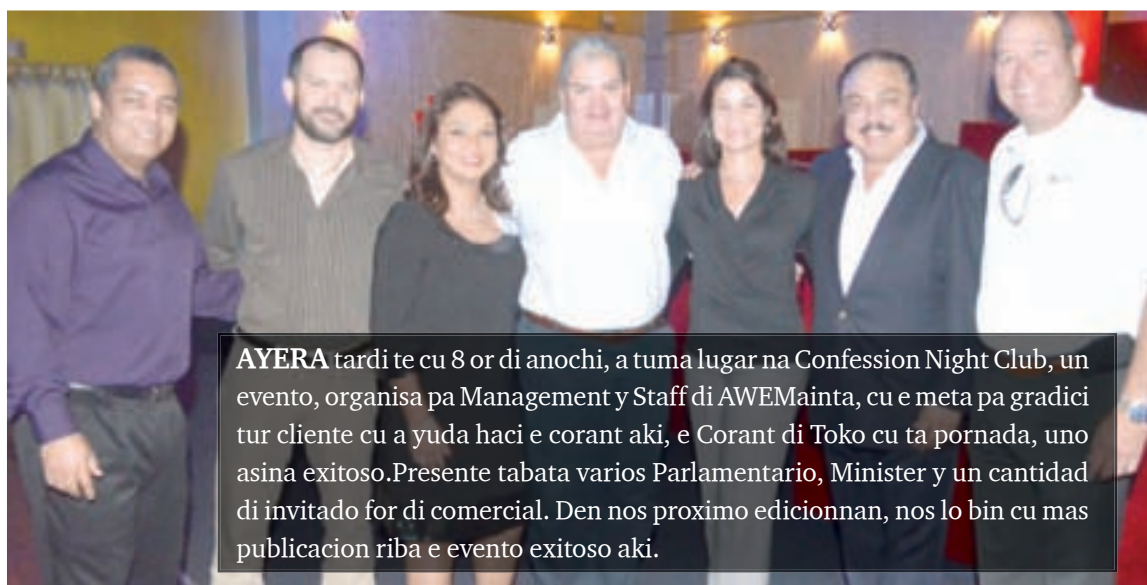 AYERA tardi te cu 8 or di anochi, a tuma lugar na Confession Night Club, un
evento, organisa pa Management y Staff di AWEMainta, cu e meta pa gradici
tur cliente cu a yuda haci e corant aki, e Corant di Toko cu ta pornada, uno
asina exitoso.Presente tabata varios Parlamentario, Minister y un cantidad
di invitado for di comercial. Den nos proximo edicionnan, nos lo bin cu mas
publicacion riba e evento exitoso aki.